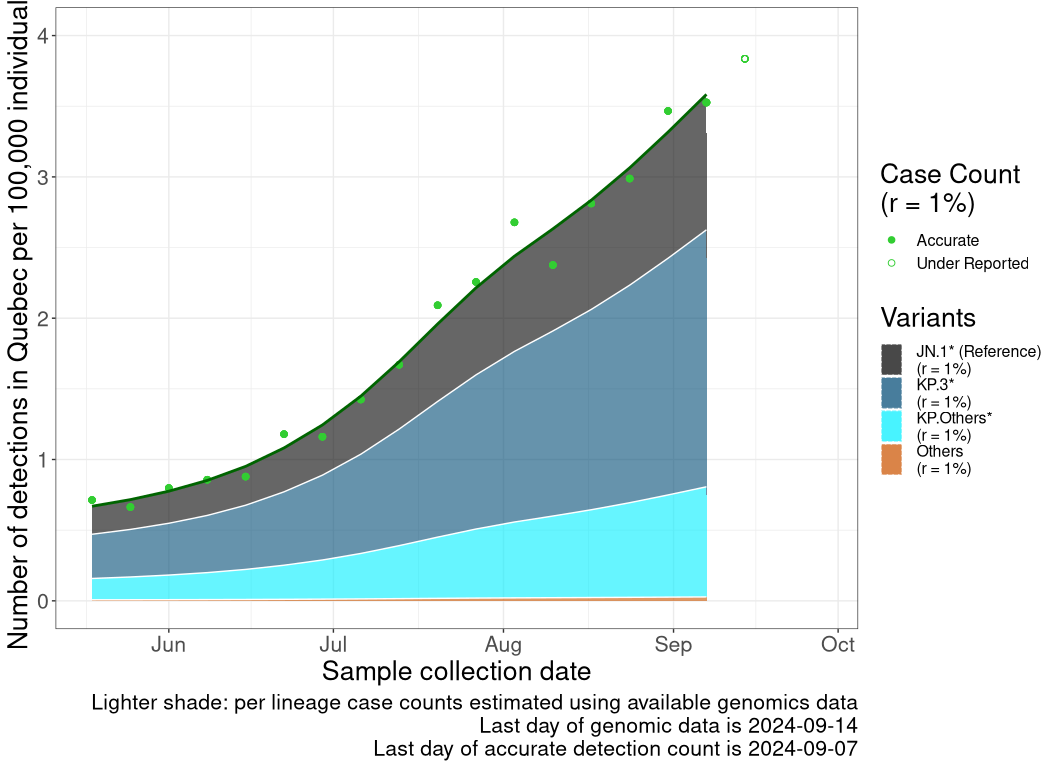 Number of detections in Quebec per 100,000 individual
4
3
2
1
0
Jun
Jul
Aug
Sep
Oct
Sample collection date
Lighter shade: per lineage case counts estimated using available genomics data
Last day of genomic data is 2024-09-14
Last day of accurate detection count is 2024-09-07
Case Count
(r = 1%)
Accurate
Under Reported
Variants
JN.1* (Reference)
(r = 1%)
KP.3*
(r = 1%)
KP.Others*
(r = 1%)
Others
(r = 1%)